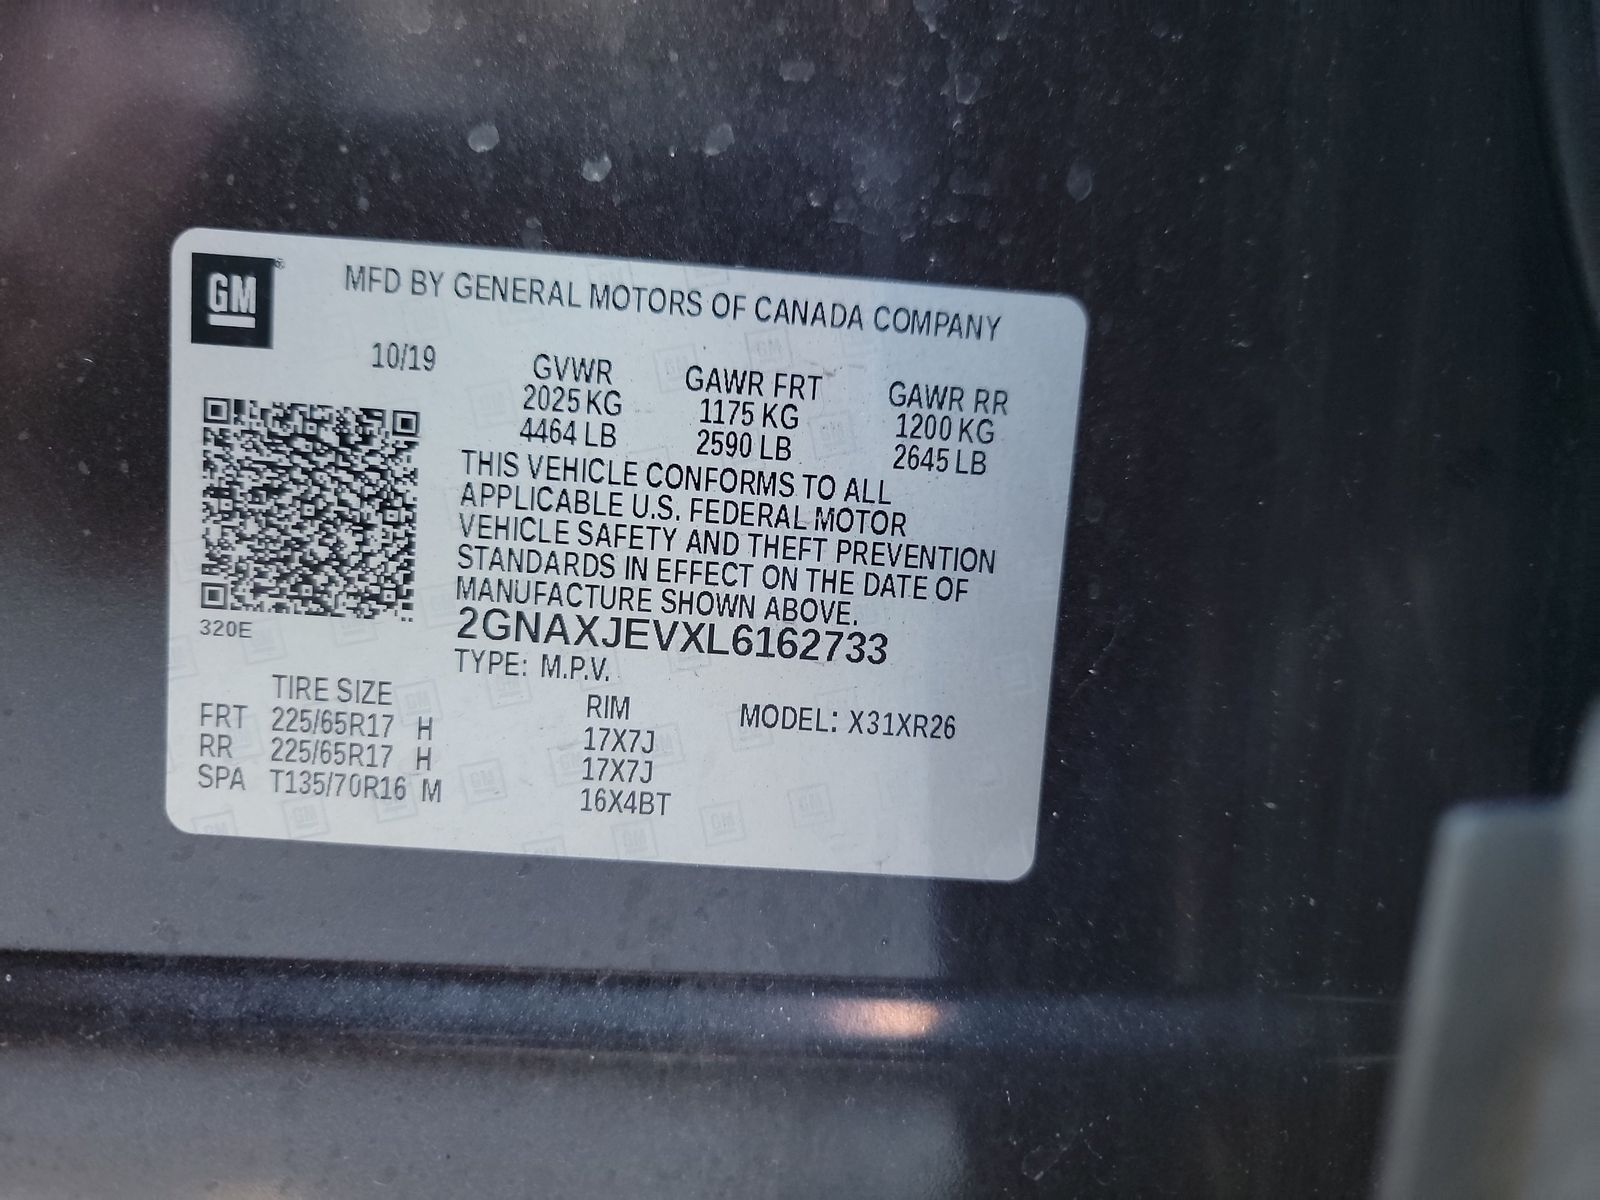 GM®
MFD BY GENERAL MOTORS OF CANADA COMPANY
10/19
GVWR GAWR FRT GAWR RR
2025 KG 1175 KG 1200 KG
4464 LB 2590 LB 2645 LB
THIS VEHICLE CONFORMS TO ALL
APPLICABLE U.S. FEDERAL MOTOR
VEHICLE SAFETY AND THEFT PREVENTION
STANDARDS IN EFFECT ON THE DATE OF
MANUFACTURE SHOWN ABOVE.
320E
2GNAXJEVXL6162733
TYPE: M.P.V.
TIRE SIZE RIM MODEL: X31XR26
FRT 225/65R17 H 17X7J
RR 225/65R17 H 17X7J
SPA T135/70R16 M 16X4BT